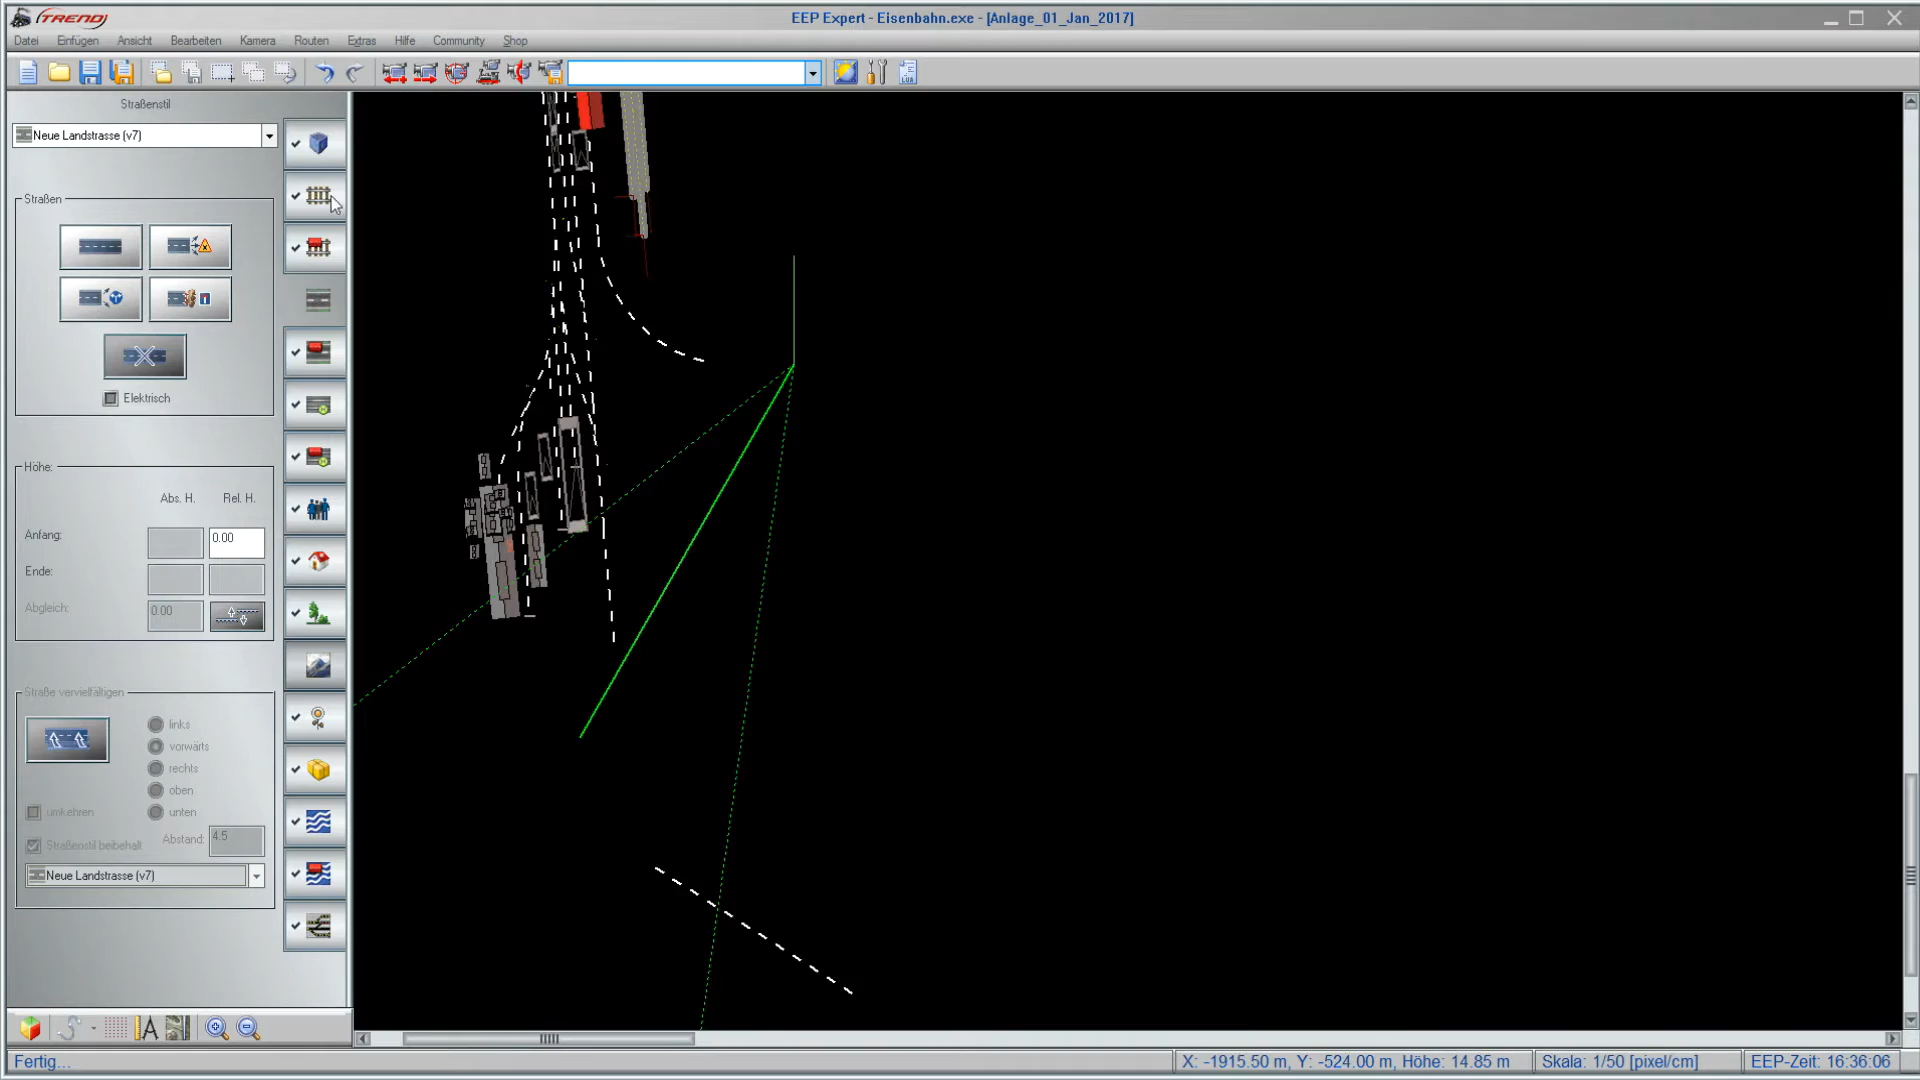 TREND
EEP Expert - Eisenbahn.exe - [Anlage_01_Jan_2017]
Datei Einfügen Ansicht Bearbeiten Kamera Routen Extras Hilfe Community Shop
LUA
Straßenstil
Neue Landstrasse (v7)
Straßen
Elektrisch
Höhe:
Abs. H. Rel. H.
Anfang: 0.00
Ende:
Abgleich: 0.00
Straße vervielfältigen
links
vorwärts
rechts
oben
umkehren unten
Straßenstil beibehalt Abstand: 4.5
Neue Landstrasse (v7)
Fertig... X: -1915.50 m, Y: -524.00 m, Höhe: 14.85 m Skala: 1/50 [pixel/cm] EEP-Zeit: 16:36:06